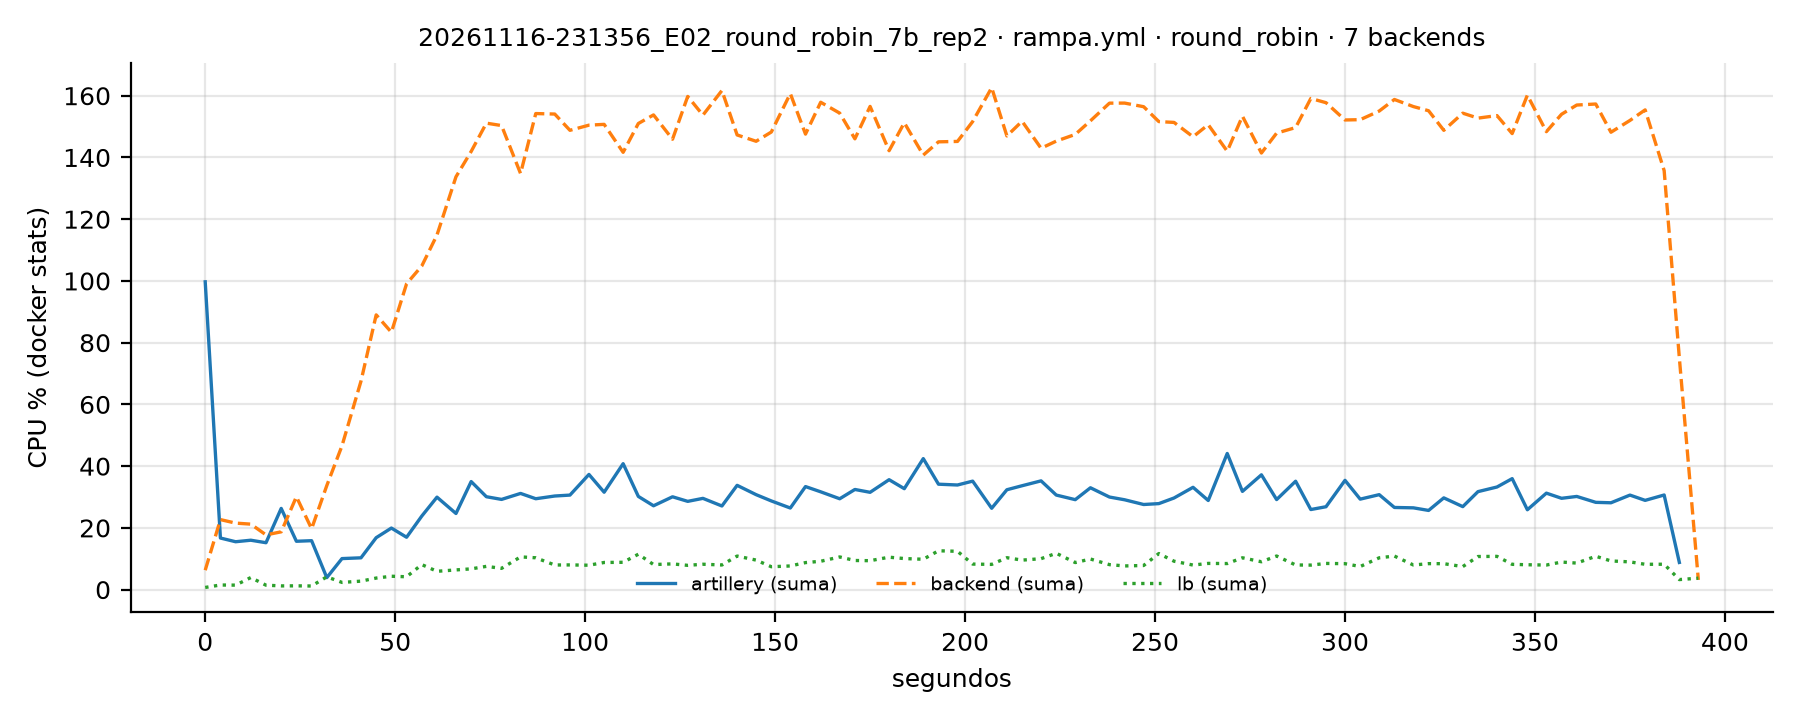 20261116-231356_E02_round_robin_7b_rep2 · rampa.yml · round_robin · 7 backends
CPU % (docker stats)
160
140
120
100
80
60
40
20
0
artillery (suma) backend (suma) lb (suma)
0 50 100 150 200 250 300 350 400
segundos